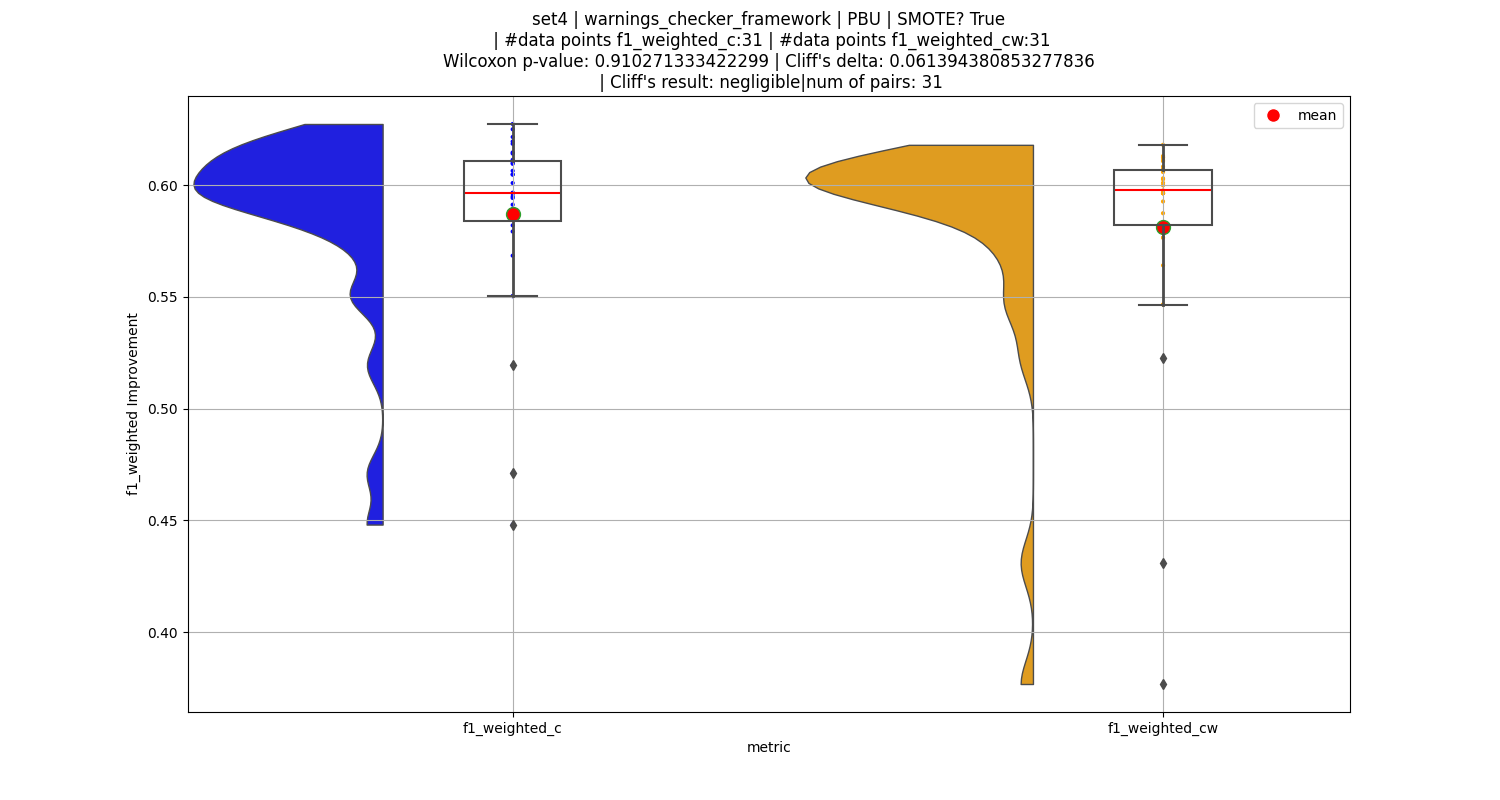 set4 | warnings_checker_framework | PBU | SMOTE? True
| #data points f1_weighted_c:31 | #data points f1_weighted_cw:31
Wilcoxon p-value: 0.910271333422299 | Cliff's delta: 0.061394380853277836
| Cliff's result: negligible|num of pairs: 31
mean
f1_weighted Improvement
0.60
0.55
0.50
0.45
0.40
f1_weighted_c
f1_weighted_cw
metric